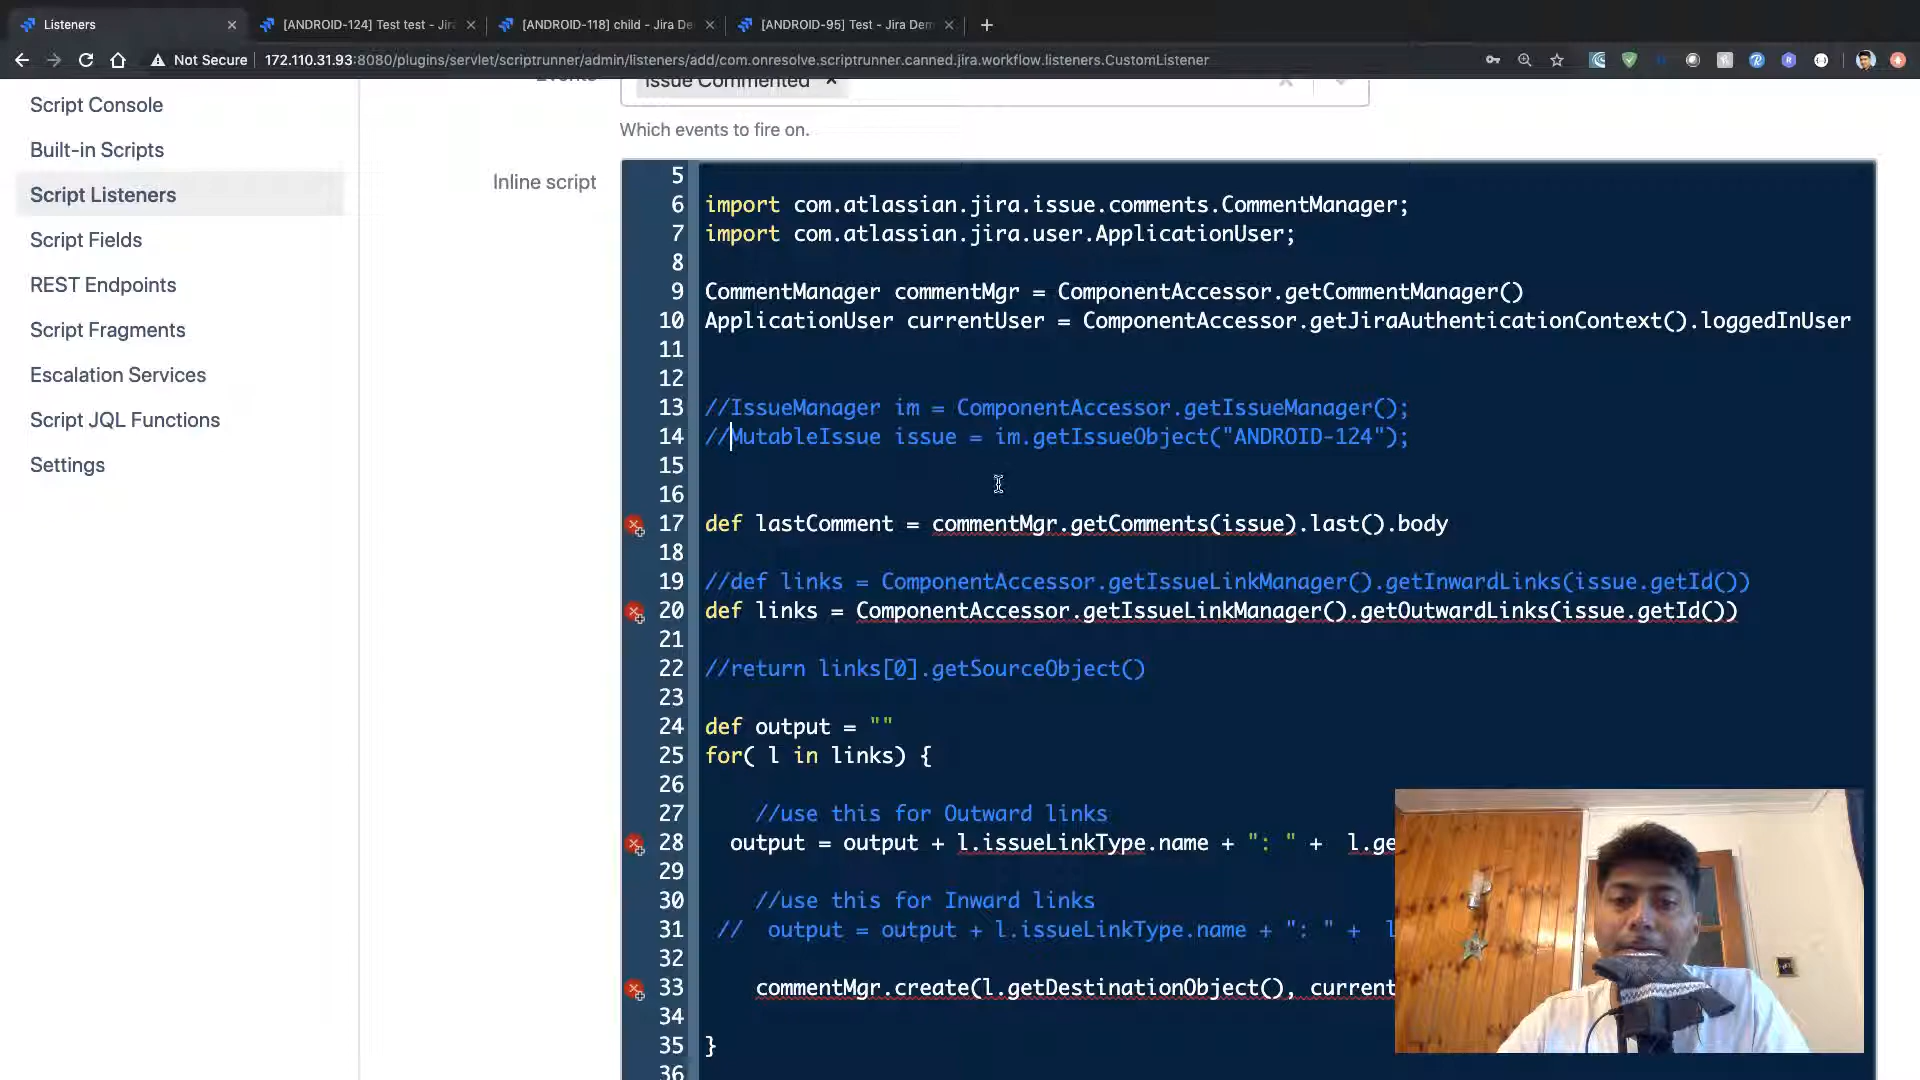 Listeners
[ANDROID-124] Test test - Jir
[ANDROID-118] child - Jira De
[ANDROID-95] Test - Jira Dem
Not Secure
172.110.31.93:8080/plugins/servlet/scriptrunner/admin/listeners/add/com.onresolve.scriptrunner.canned.jira.workflow.listeners.CustomListener
Script Console
Built-in Scripts
Script Listeners
Script Fields
REST Endpoints
Script Fragments
Escalation Services
Script JQL Functions
Settings
Events
Issue Commented
Which events to fire on.
Inline script
5
6 import com.atlassian.jira.issue.comments.CommentManager;
7 import com.atlassian.jira.user.ApplicationUser;
8
9 CommentManager commentMgr = ComponentAccessor.getCommentManager()
10 ApplicationUser currentUser = ComponentAccessor.getJiraAuthenticationContext().loggedInUser
11
12
13 //IssueManager im = ComponentAccessor.getIssueManager();
14 //MutableIssue issue = im.getIssueObject("ANDROID-124");
15
16
17 def lastComment = commentMgr.getComments(issue).last().body
18
19 //def links = ComponentAccessor.getIssueLinkManager().getInwardLinks(issue.getId())
20 def links = ComponentAccessor.getIssueLinkManager().getOutwardLinks(issue.getId())
21
22 //return links[0].getSourceObject()
23
24 def output = ""
25 for( l in links) {
26
27 //use this for Outward links
28 output = output + l.issueLinkType.name + ": " + l.ge
29
30 //use this for Inward links
31 // output = output + l.issueLinkType.name + ": " + l
32
33 commentMgr.create(l.getDestinationObject(), current
34
35 }
36